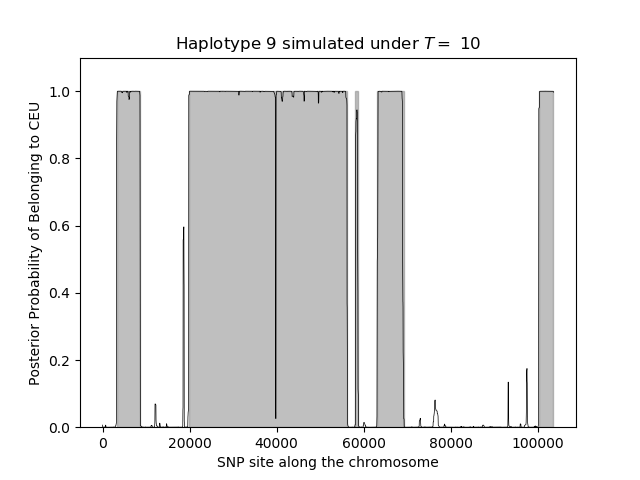 Haplotype 9 simulated under T = 10
Posterior Probability of Belonging to CEU
1.0
0.8
0.6
0.4
0.2
0.0
0 20000 40000 60000 80000 100000
SNP site along the chromosome